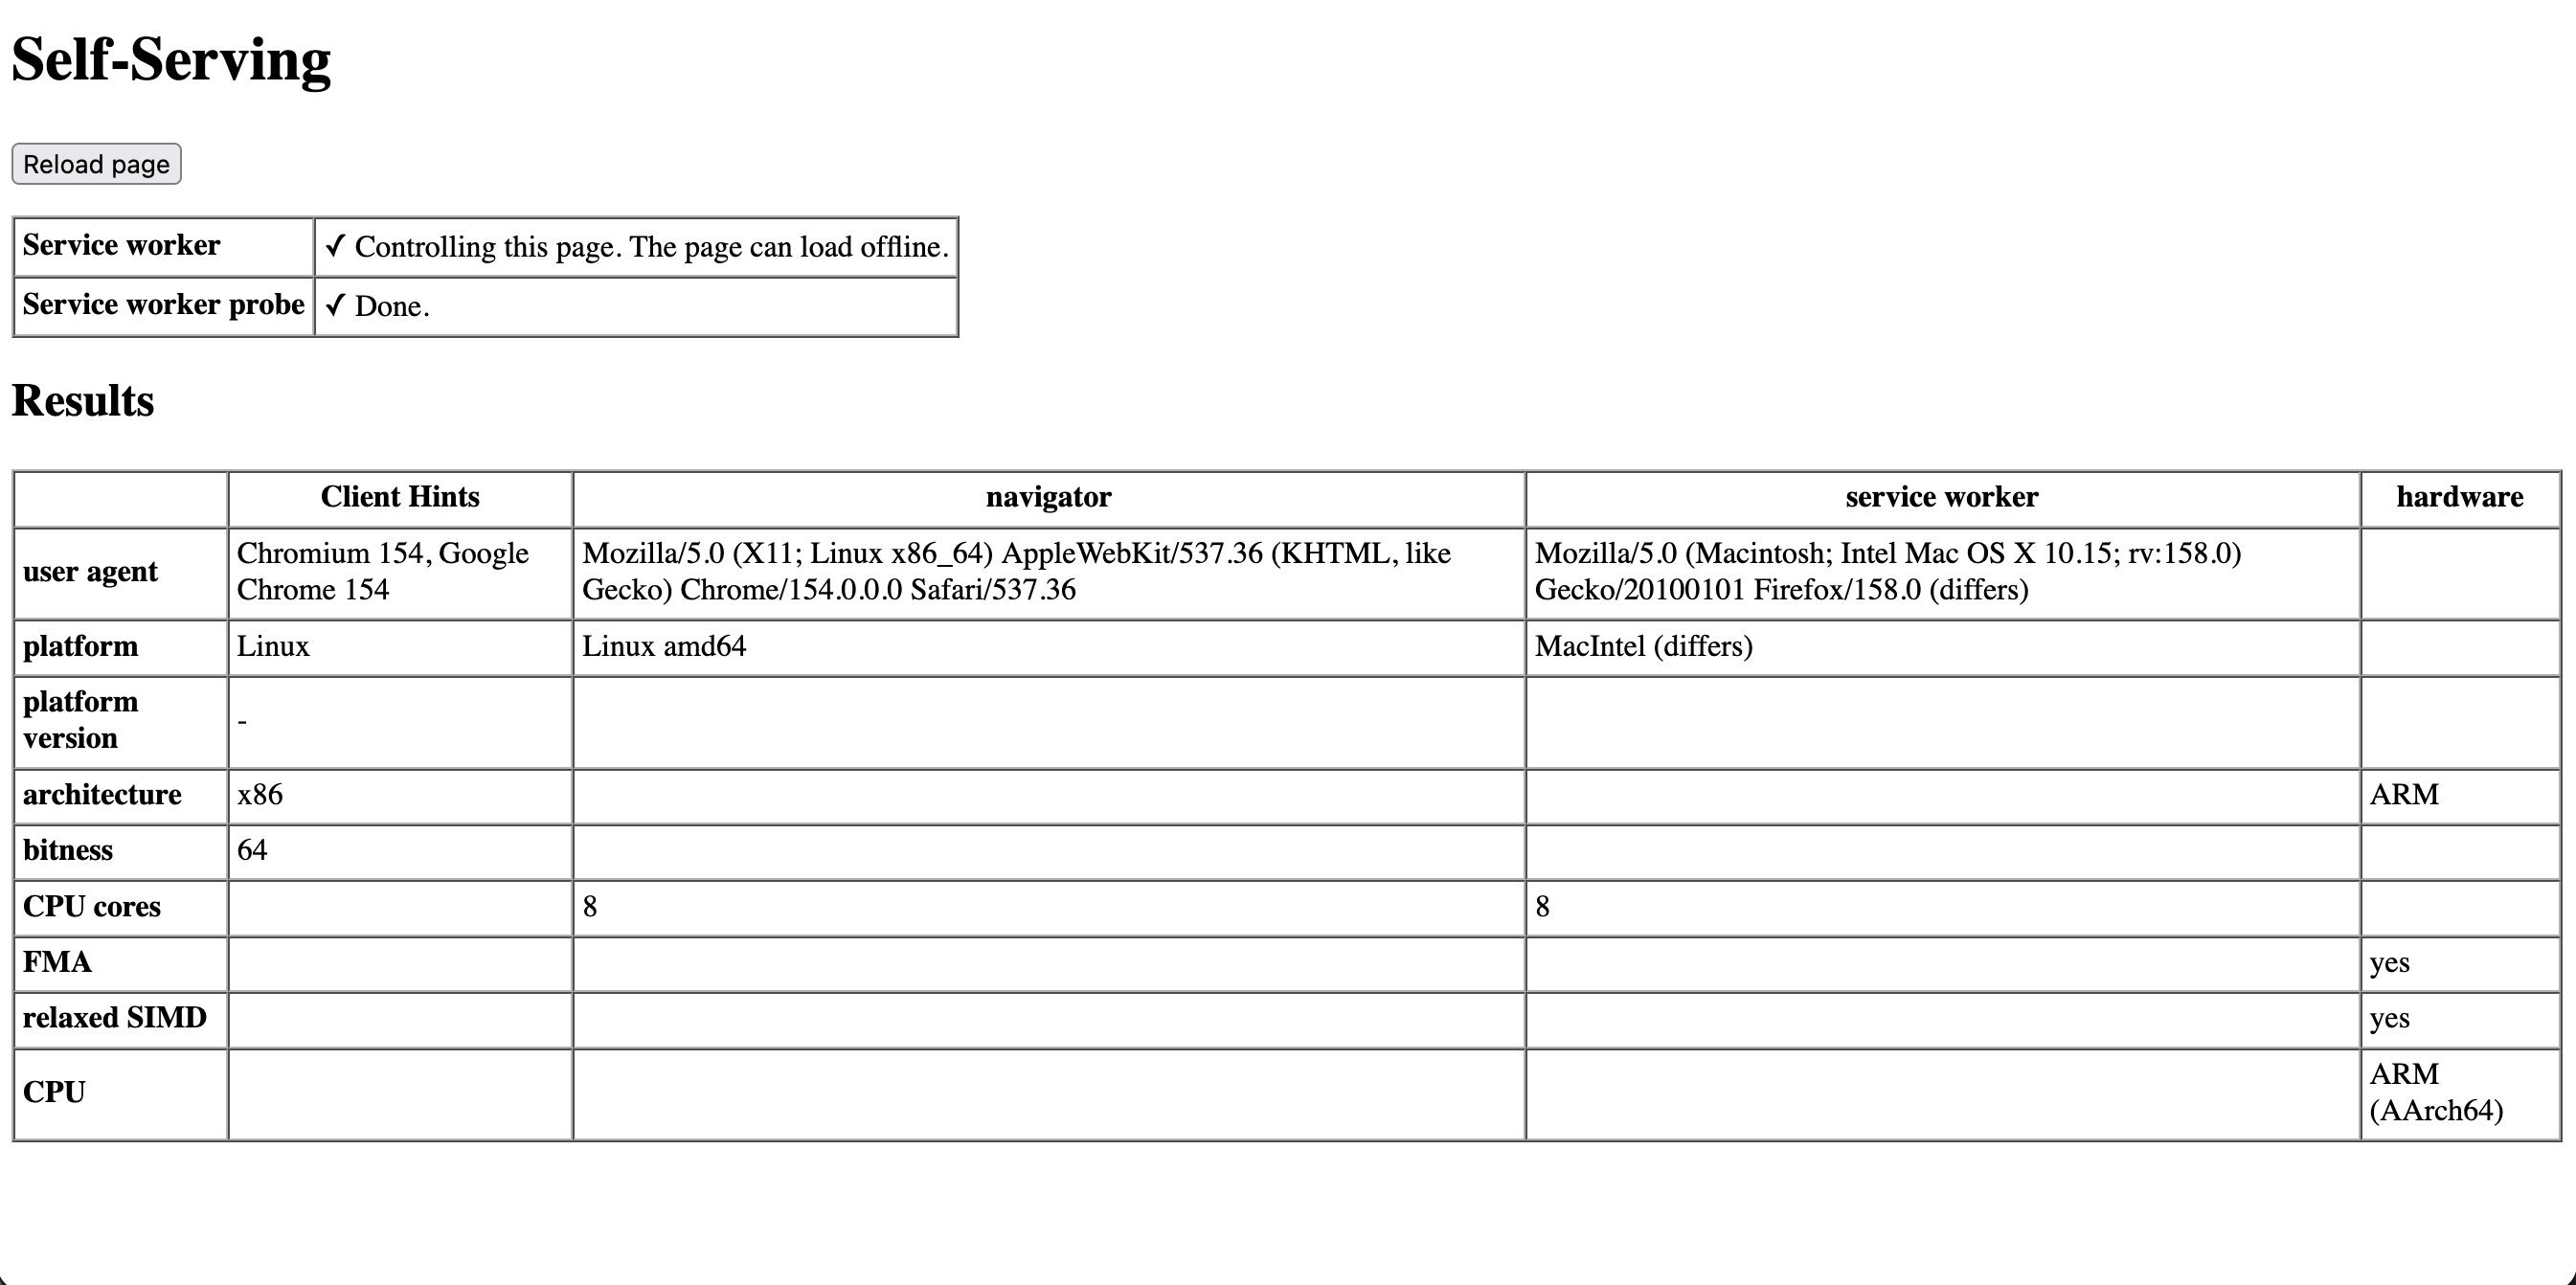 Self-Serving
Reload page
Service worker ✓ Controlling this page. The page can load offline.
Service worker probe ✓ Done.
Results
Client Hints navigator service worker hardware
user agent Chromium 154, Google Chrome 154 Mozilla/5.0 (X11; Linux x86_64) AppleWebKit/537.36 (KHTML, like Gecko) Chrome/154.0.0.0 Safari/537.36 Mozilla/5.0 (Macintosh; Intel Mac OS X 10.15; rv:158.0) Gecko/20100101 Firefox/158.0 (differs)
platform Linux Linux amd64 MacIntel (differs)
platform version -
architecture x86 ARM
bitness 64
CPU cores 8 8
FMA yes
relaxed SIMD yes
CPU ARM (AArch64)